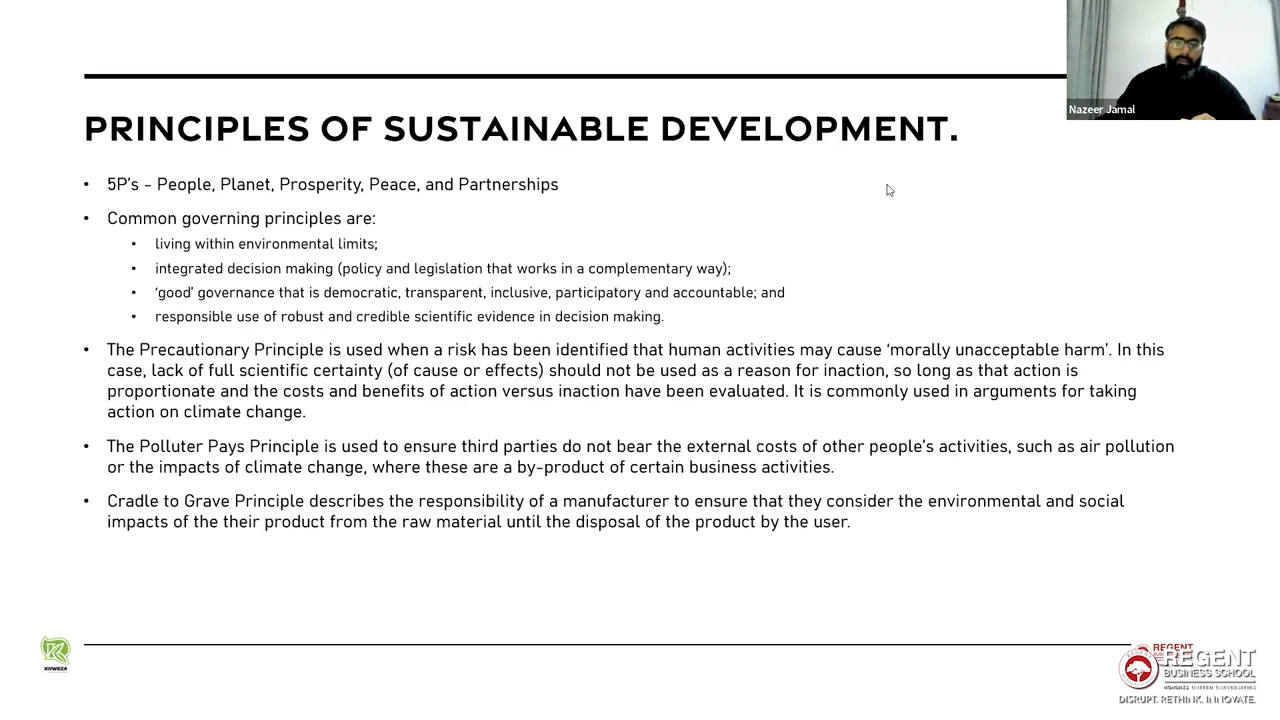 Nazeer Jamal
PRINCIPLES OF SUSTAINABLE DEVELOPMENT.
• 5P's - People, Planet, Prosperity, Peace, and Partnerships
• Common governing principles are:
• living within environmental limits;
• integrated decision making (policy and legislation that works in a complementary way);
• 'good' governance that is democratic, transparent, inclusive, participatory and accountable; and
• responsible use of robust and credible scientific evidence in decision making.
• The Precautionary Principle is used when a risk has been identified that human activities may cause 'morally unacceptable harm'. In this
case, lack of full scientific certainty (of cause or effects) should not be used as a reason for inaction, so long as that action is
proportionate and the costs and benefits of action versus inaction have been evaluated. It is commonly used in arguments for taking
action on climate change.
• The Polluter Pays Principle is used to ensure third parties do not bear the external costs of other people's activities, such as air pollution
or the impacts of climate change, where these are a by-product of certain business activities.
• Cradle to Grave Principle describes the responsibility of a manufacturer to ensure that they consider the environmental and social
impacts of the their product from the raw material until the disposal of the product by the user.
KHWEZA
REGENT
REGENT
BUSINESS SCHOOL
HONORIS UNITED UNIVERSITIES
DISRUPT. RETHINK. INNOVATE.